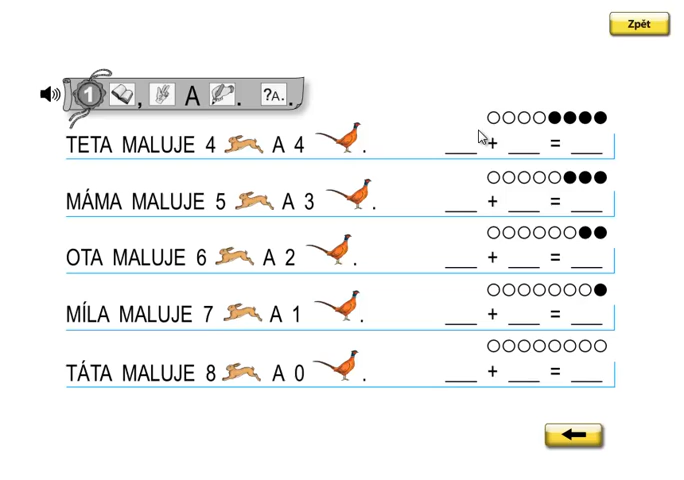 Zpět
1 , A . ?A. .
TETA MALUJE 4 A 4 . ___ + ___ = ___
MÁMA MALUJE 5 A 3 . ___ + ___ = ___
OTA MALUJE 6 A 2 . ___ + ___ = ___
MÍLA MALUJE 7 A 1 . ___ + ___ = ___
TÁTA MALUJE 8 A 0 . ___ + ___ = ___